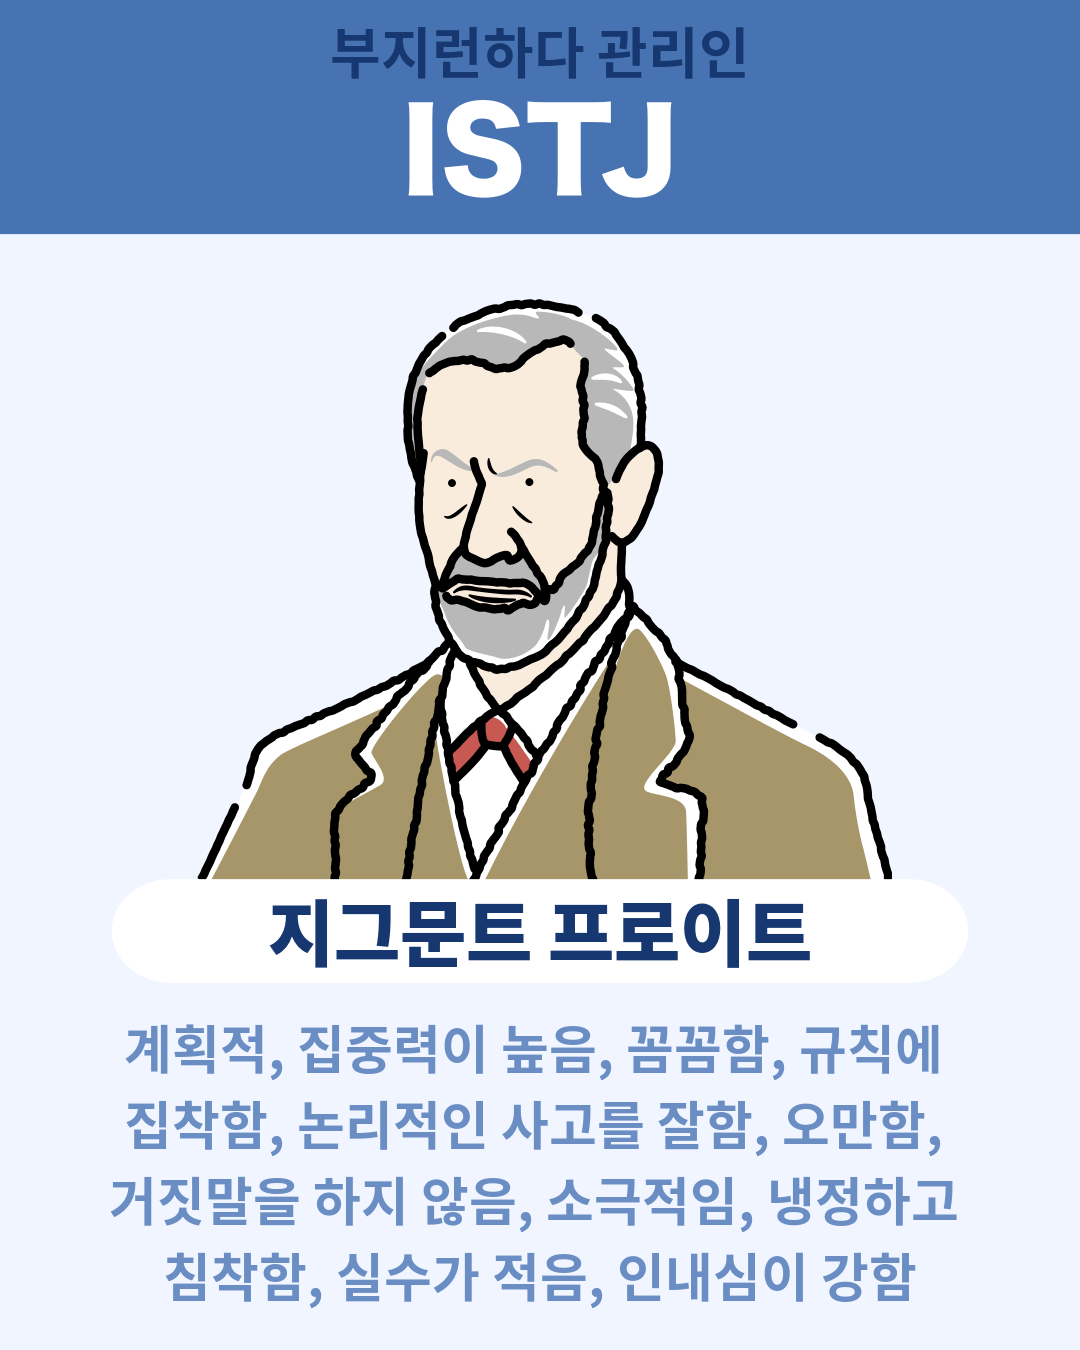 부지런하다 관리인
ISTJ
지그문트 프로이트
계획적, 집중력이 높음, 꼼꼼함, 규칙에
집착함, 논리적인 사고를 잘함, 오만함,
거짓말을 하지 않음, 소극적임, 냉정하고
침착함, 실수가 적음, 인내심이 강함